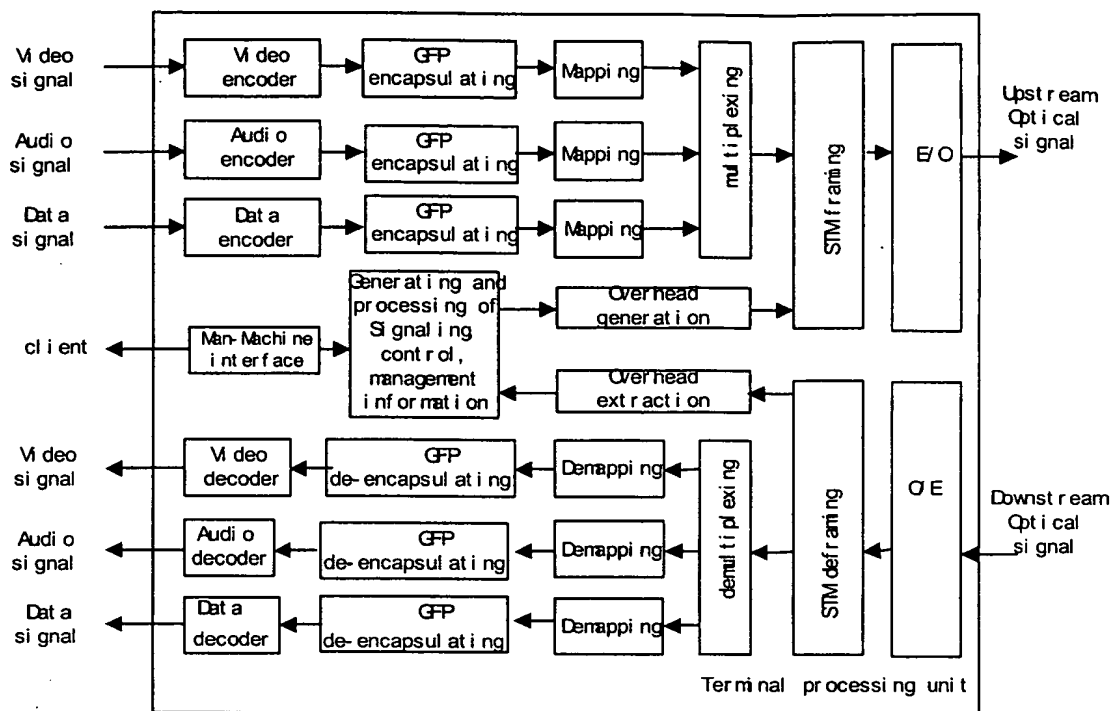 Video
signal
Video
encoder
GFP
encapsulating
Mapping
Audio
signal
Audio
encoder
GFP
encapsulating
Mapping
Data
signal
Data
encoder
GFP
encapsulating
Mapping
multiplexing
STM framing
E/O
Upstream
Optical
signal
client
Man-Machine
interface
Generating and
processing of
Signaling
control,
management
information
Overhead
generation
Overhead
extraction
Video
signal
Video
decoder
GFP
de-encapsulating
Demapping
Audio
signal
Audio
decoder
GFP
de-encapsulating
Demapping
Data
signal
Data
decoder
GFP
de-encapsulating
Demapping
demultiplexing
STM deframing
O/E
Downstream
Optical
signal
Terminal processing unit